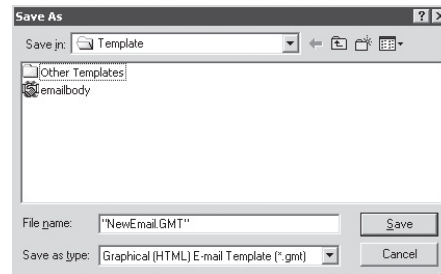 Save As
Save in: Template
Other Templates
emailbody
File name: "NewEmail.GMT" Save
Save as type: Graphical (HTML) E-mail Template (*.gmt) Cancel